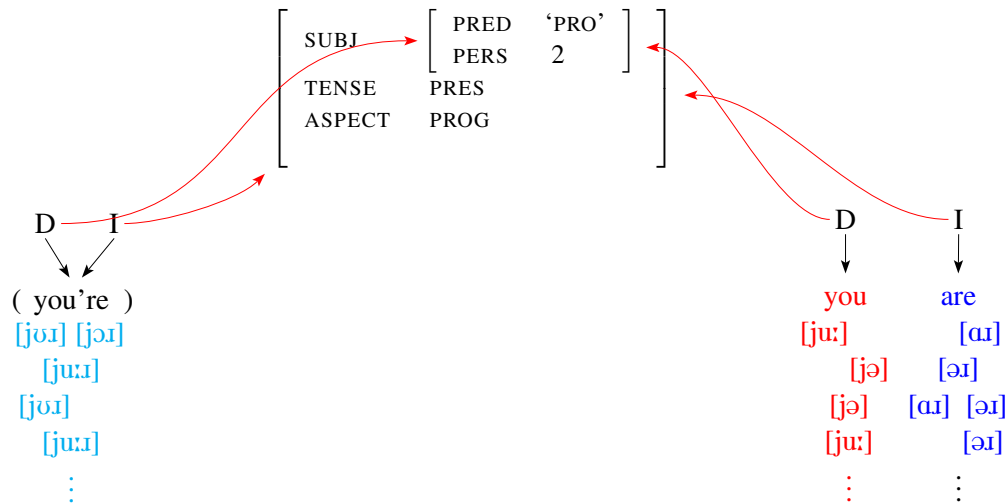 SUBJ PRED ‘PRO’
PERS 2
TENSE PRES
ASPECT PROG
D I D I
( you’re ) you are
[jʊɹ] [jɔɹ] [juː] [ɑɹ]
[juːɹ] [jə] [əɹ]
[jʊɹ] [jə] [ɑɹ] [əɹ]
[juːɹ] [juː] [əɹ]
⋮ ⋮ ⋮